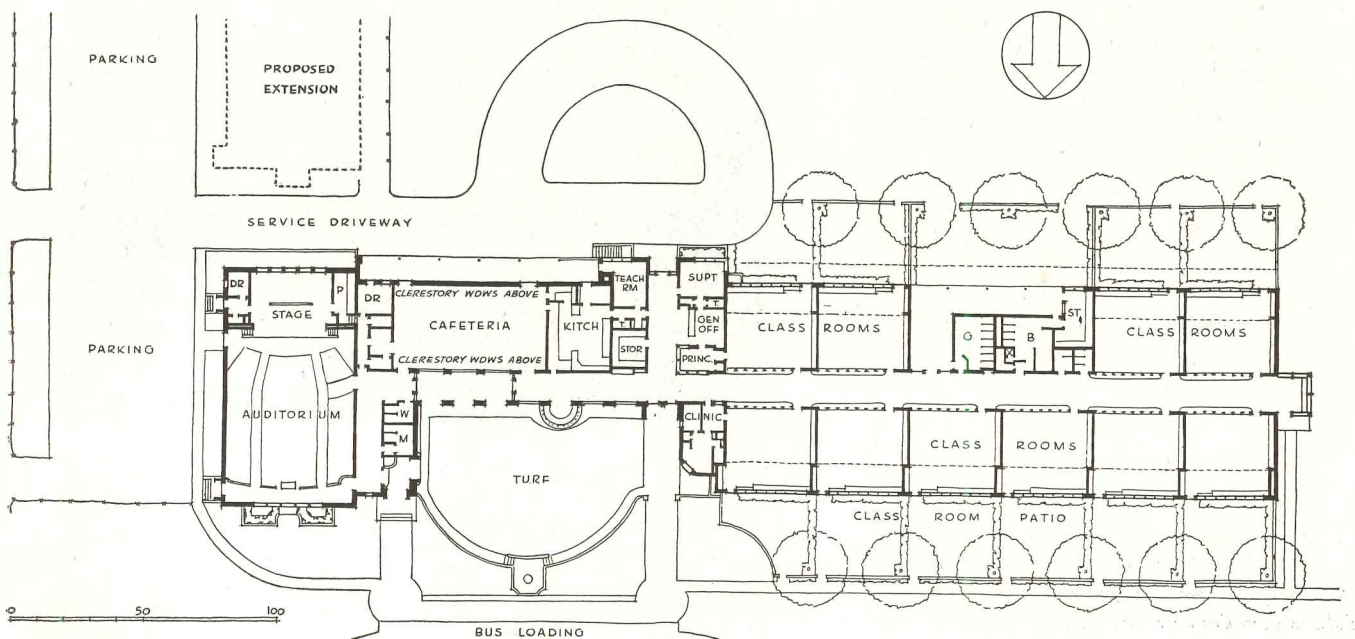 PARKING
PROPOSED
EXTENSION
SERVICE DRIVEWAY
PARKING
DR
STAGE
P
DR
CLERESTORY WDWS ABOVE
CAFETERIA
CLERESTORY WDWS ABOVE
KITCH
TEACH
RM
T
STOR
SUPT
T
GEN
OFF
PRINC.
CLASS ROOMS
G
B
ST
CLASS ROOMS
AUDITORIUM
W
M
CLINIC
TURF
CLASS ROOMS
CLASS ROOM PATIO
0 50 100
BUS LOADING